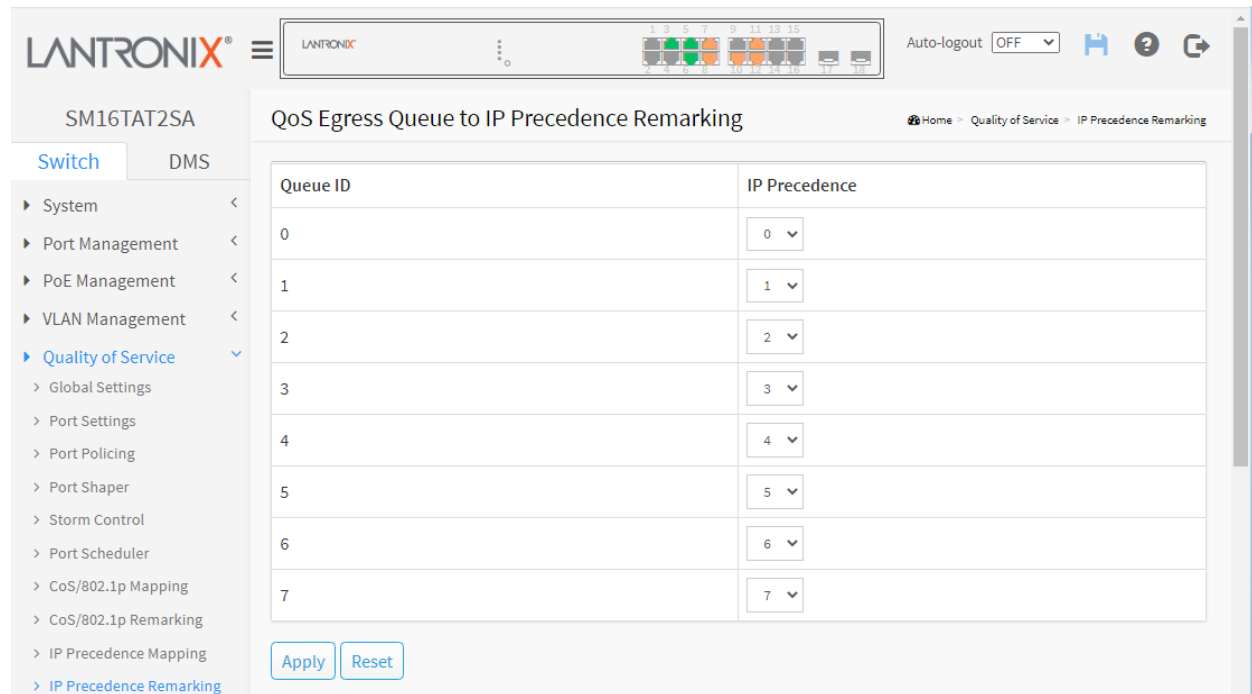 LANTRONIX®
LANTRONIX
1 3 5 7 9 11 13 15
2 4 6 8 10 12 14 16 17 18
Auto-logout OFF
SM16TAT2SA
QoS Egress Queue to IP Precedence Remarking
Home > Quality of Service > IP Precedence Remarking
Switch DMS
System
Port Management
PoE Management
VLAN Management
Quality of Service
> Global Settings
> Port Settings
> Port Policing
> Port Shaper
> Storm Control
> Port Scheduler
> CoS/802.1p Mapping
> CoS/802.1p Remarking
> IP Precedence Mapping
> IP Precedence Remarking
Queue ID IP Precedence
0 0
1 1
2 2
3 3
4 4
5 5
6 6
7 7
Apply Reset